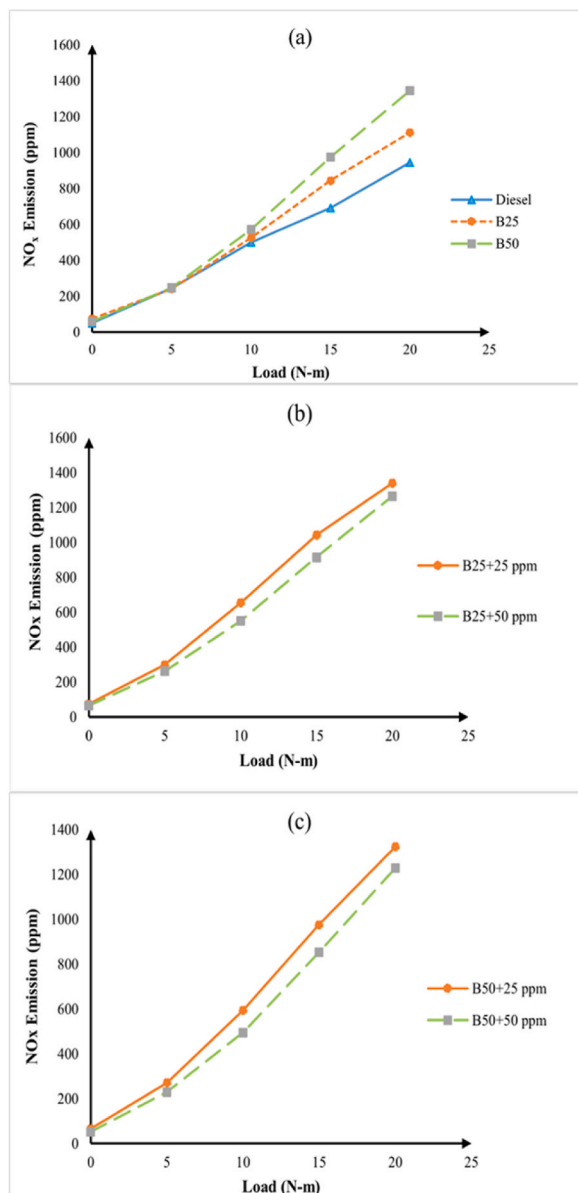 (a)
1600
1400
1200
1000
800
600
400
200
0
NOx Emission (ppm)
0 5 10 15 20 25
Load (N-m)
Diesel
B25
B50
(b)
1600
1400
1200
1000
800
600
400
200
0
NOx Emission (ppm)
0 5 10 15 20 25
Load (N-m)
B25+25 ppm
B25+50 ppm
(c)
1400
1200
1000
800
600
400
200
0
NOx Emission (ppm)
0 5 10 15 20 25
Load (N-m)
B50+25 ppm
B50+50 ppm